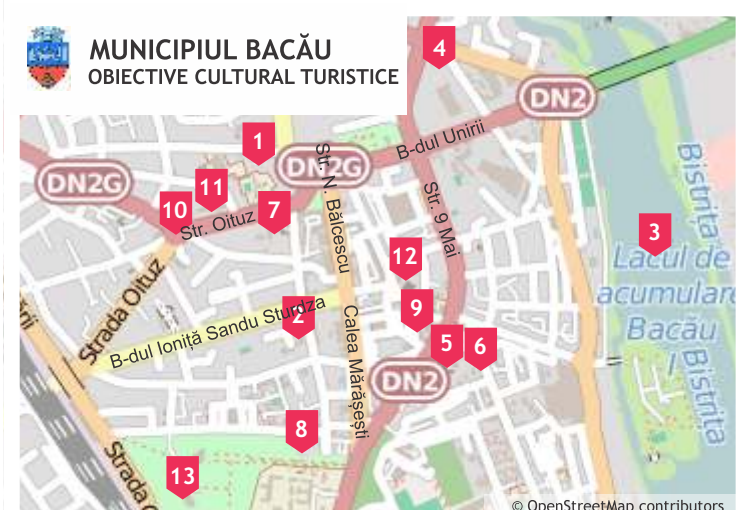 MUNICIPIUL BACĂU
OBIECTIVE CULTURAL TURISTICE
4
DN2
1
DN2G
B-dul Unirii
Str. N. Bălcescu
DN2G
11
10
7
Str. Oituz
Str. 9 Mai
Bistrița
3
Lacul de
acumulare
Bacău
I Bistrița
12
9
Strada Oituz
B-dul Ioniță Sandu Sturdza
2
Calea Mărășești
5
6
DN2
8
13
Strada
© OpenStreetMap contributors